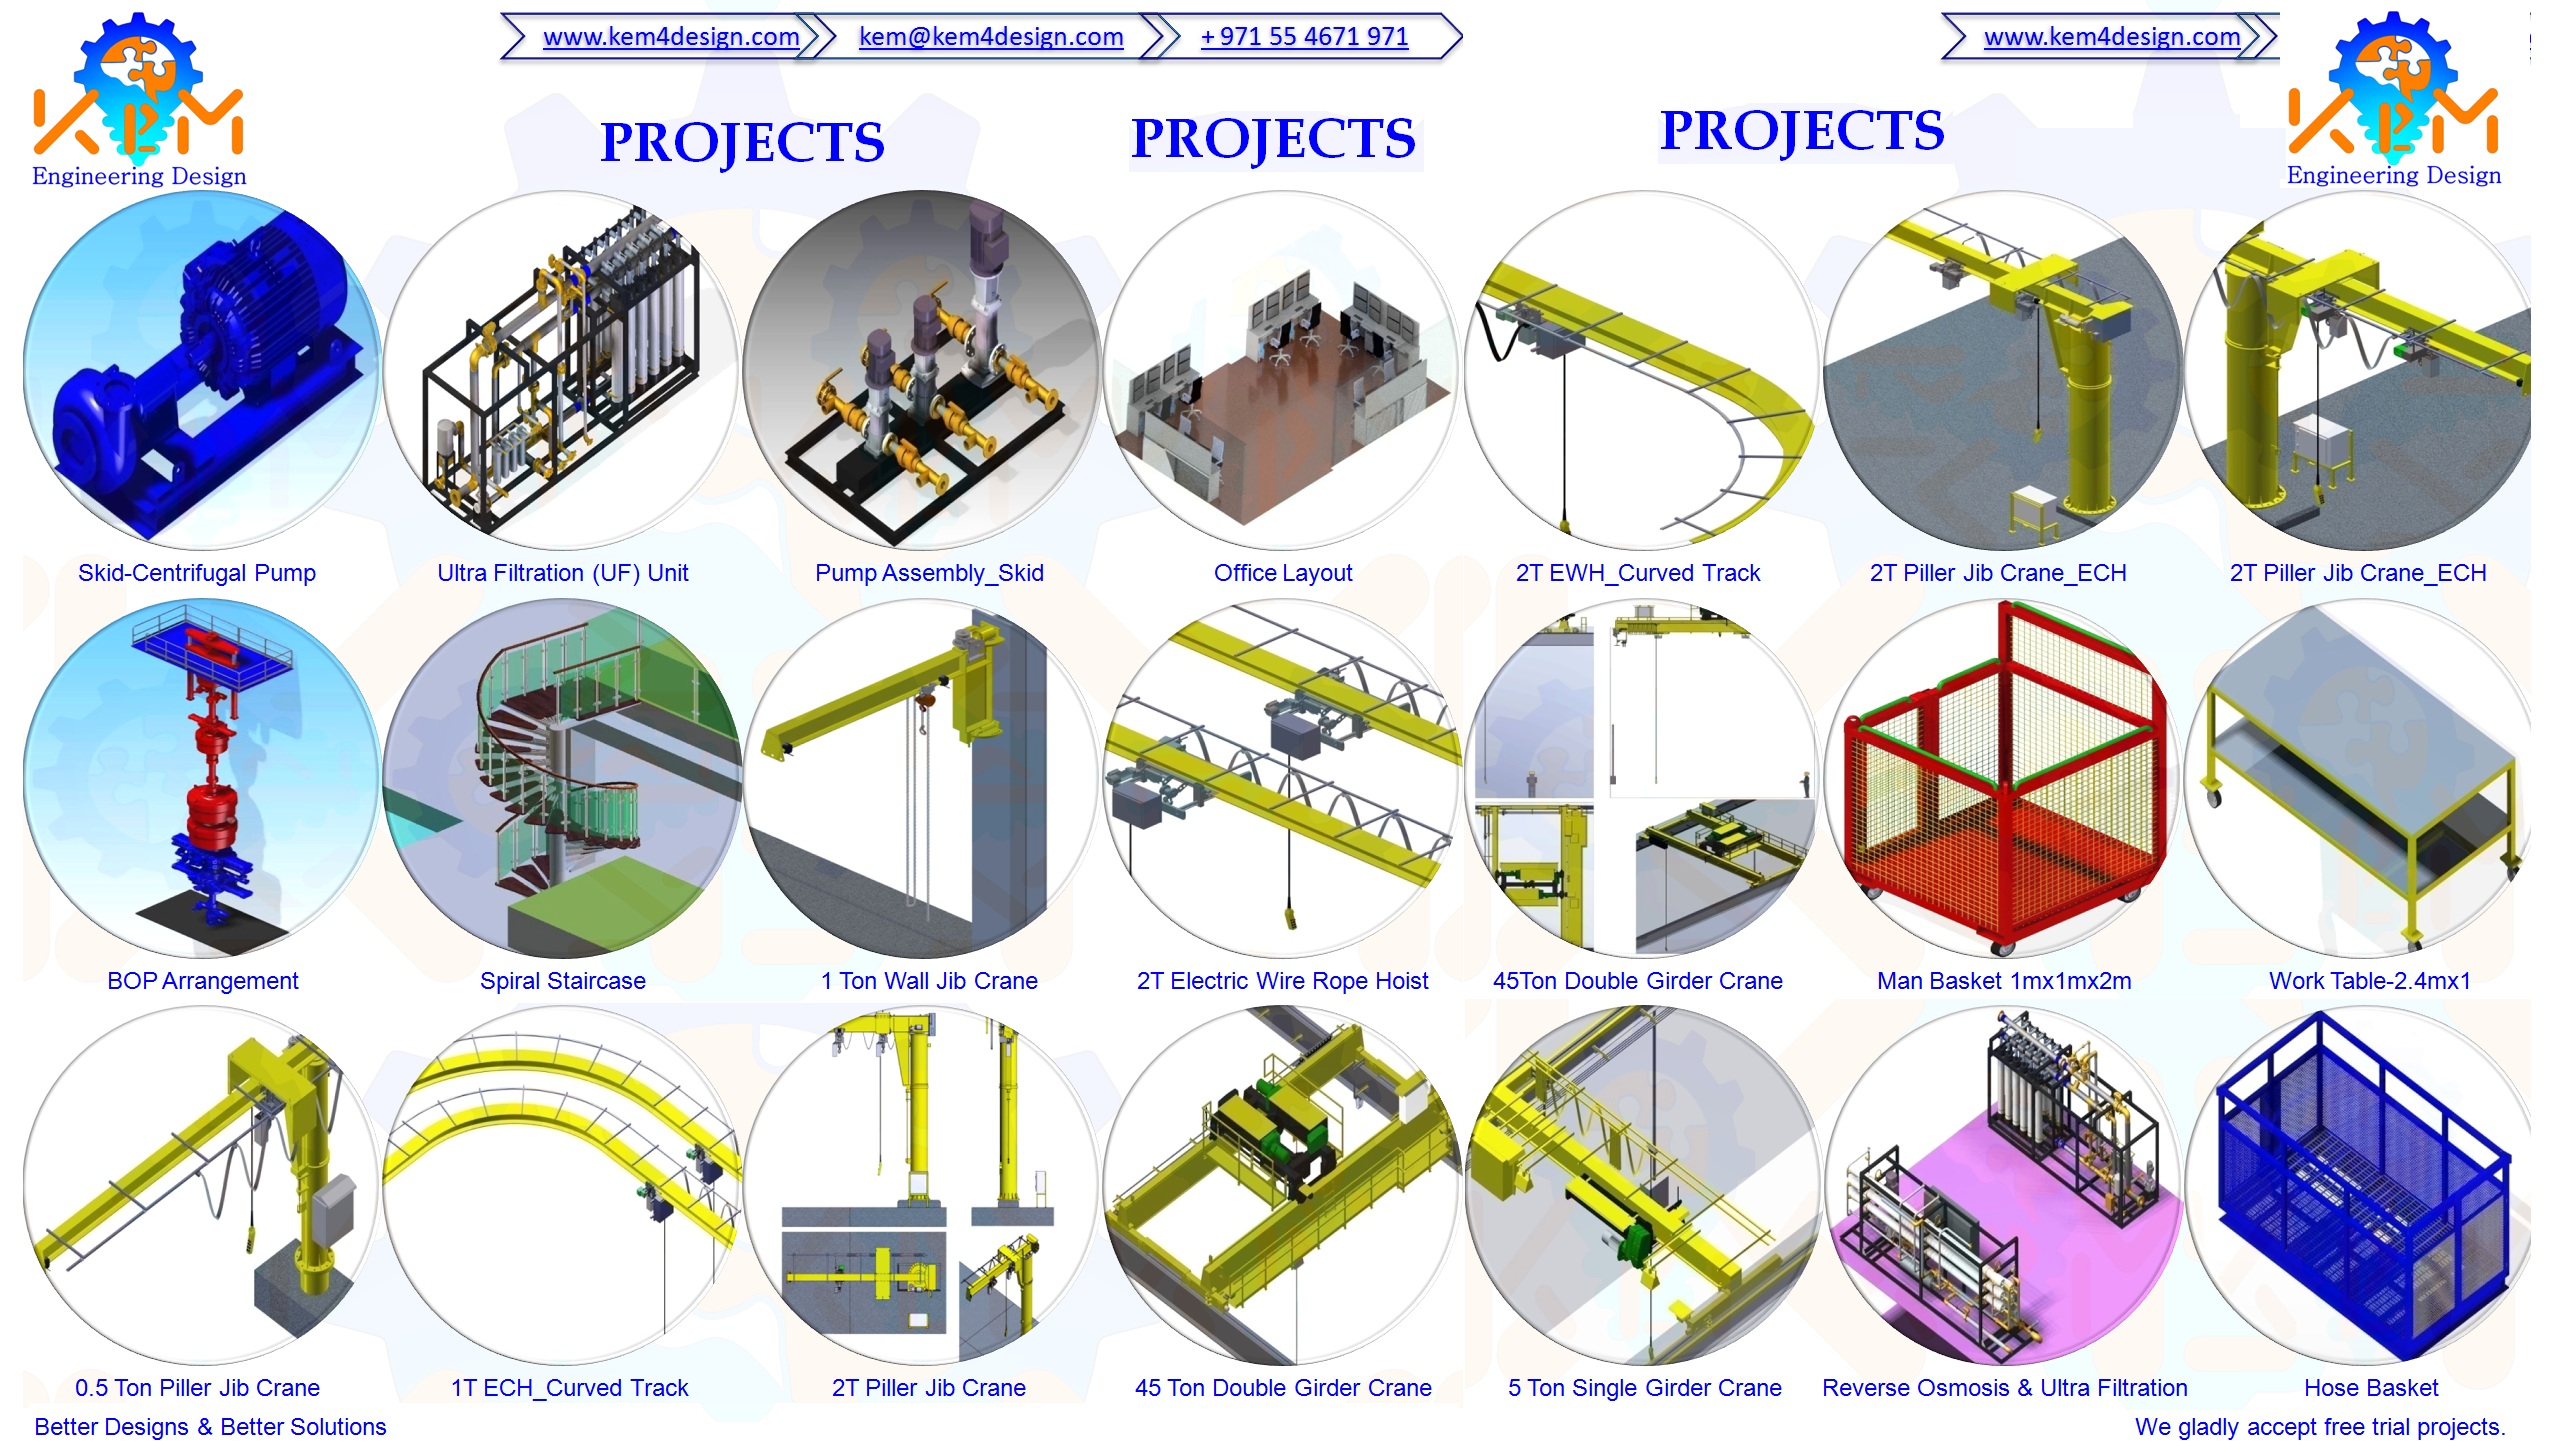 www.kem4design.com
kem@kem4design.com
+ 971 55 4671 971
www.kem4design.com
KEM
Engineering Design
PROJECTS
PROJECTS
PROJECTS
KEM
Engineering Design
Skid-Centrifugal Pump
Ultra Filtration (UF) Unit
Pump Assembly_Skid
Office Layout
2T EWH_Curved Track
2T Piller Jib Crane_ECH
2T Piller Jib Crane_ECH
BOP Arrangement
Spiral Staircase
1 Ton Wall Jib Crane
2T Electric Wire Rope Hoist
45Ton Double Girder Crane
Man Basket 1mx1mx2m
Work Table-2.4mx1
0.5 Ton Piller Jib Crane
1T ECH_Curved Track
2T Piller Jib Crane
45 Ton Double Girder Crane
5 Ton Single Girder Crane
Reverse Osmosis & Ultra Filtration
Hose Basket
Better Designs & Better Solutions
We gladly accept free trial projects.